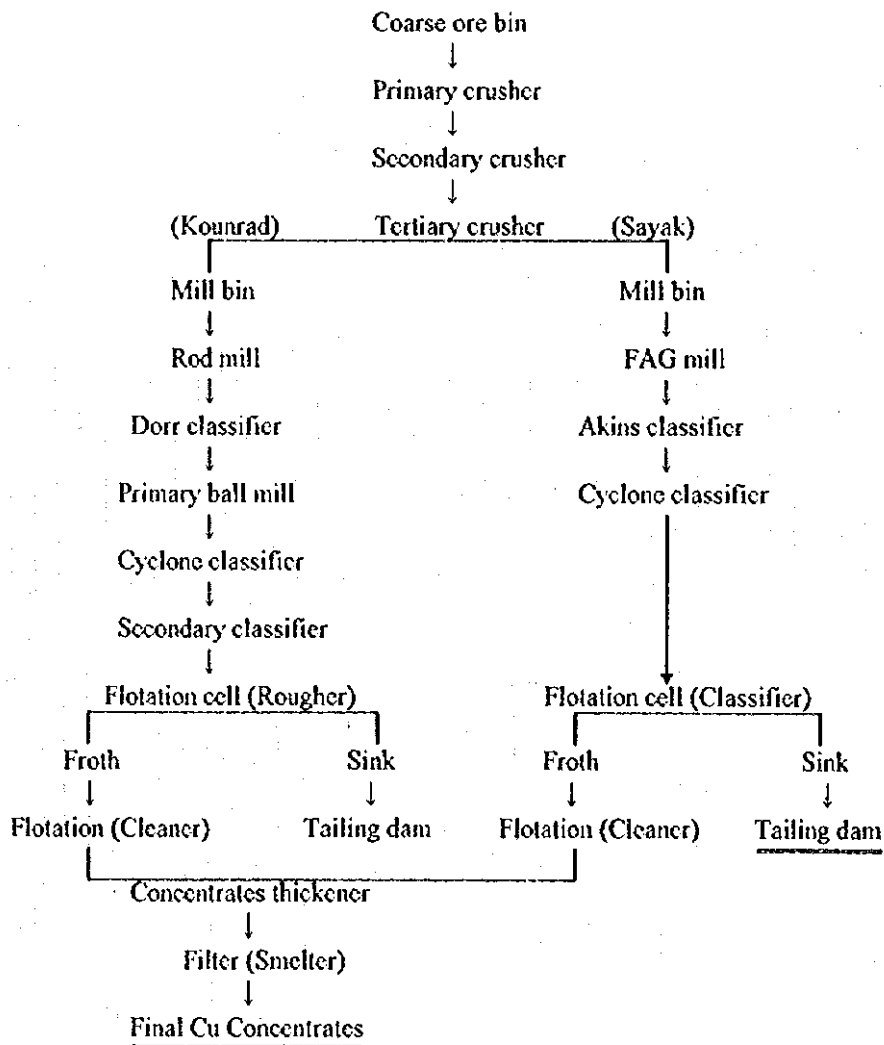 Coarse ore bin
↓
Primary crusher
↓
Secondary crusher
↓
(Kounrad) Tertiary crusher (Sayak)
Mill bin Mill bin
↓ ↓
Rod mill FAG mill
↓ ↓
Dorr classifier Akins classifier
↓ ↓
Primary ball mill Cyclone classifier
↓
Cyclone classifier
↓
Secondary classifier
↓
Flotation cell (Rougher) Flotation cell (Classifier)
Froth Sink Froth Sink
↓ ↓ ↓ ↓
Flotation (Cleaner) Tailing dam Flotation (Cleaner) Tailing dam
Concentrates thickener
↓
Filter (Smelter)
↓
Final Cu Concentrates